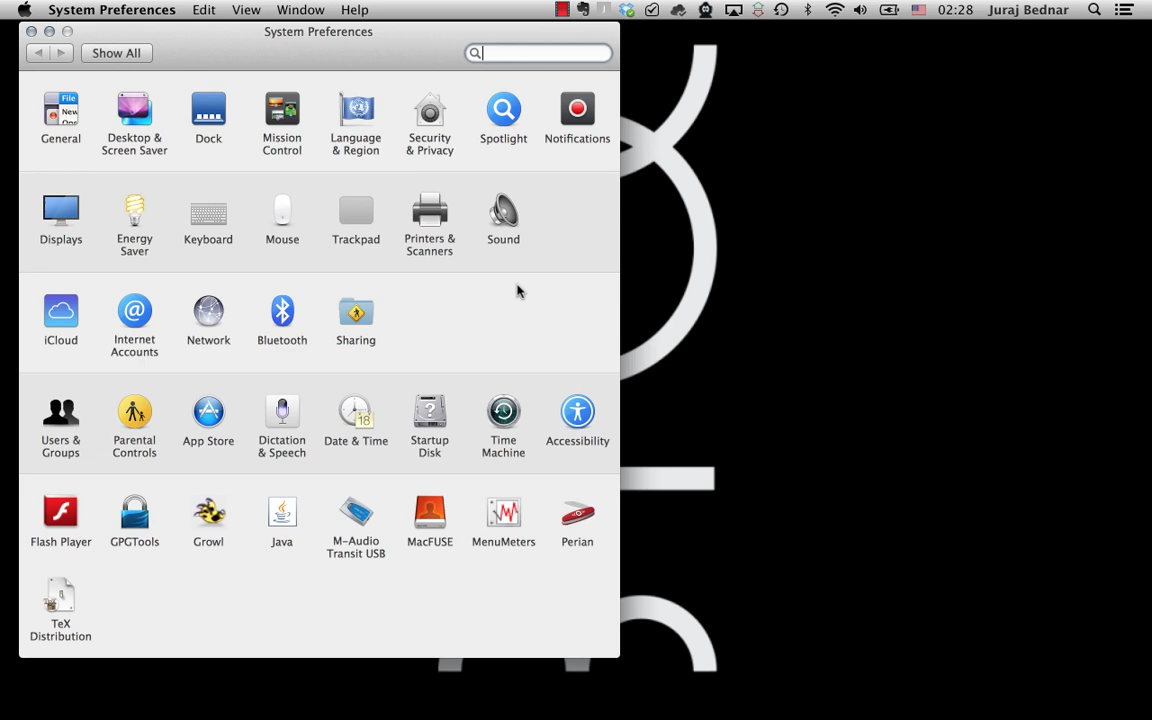 System Preferences Edit View Window Help 02:28 Juraj Bednar
System Preferences
Show All
General Desktop & Dock Mission Language Security Spotlight Notifications
Screen Saver Control & Region & Privacy
Displays Energy Keyboard Mouse Trackpad Printers & Sound
Saver Scanners
iCloud Internet Network Bluetooth Sharing
Accounts
Users & Parental App Store Dictation Date & Time Startup Time Accessibility
Groups Controls & Speech Disk Machine
Flash Player GPGTools Growl Java M-Audio MacFUSE MenuMeters Perian
Transit USB
TeX
Distribution
File
New
18